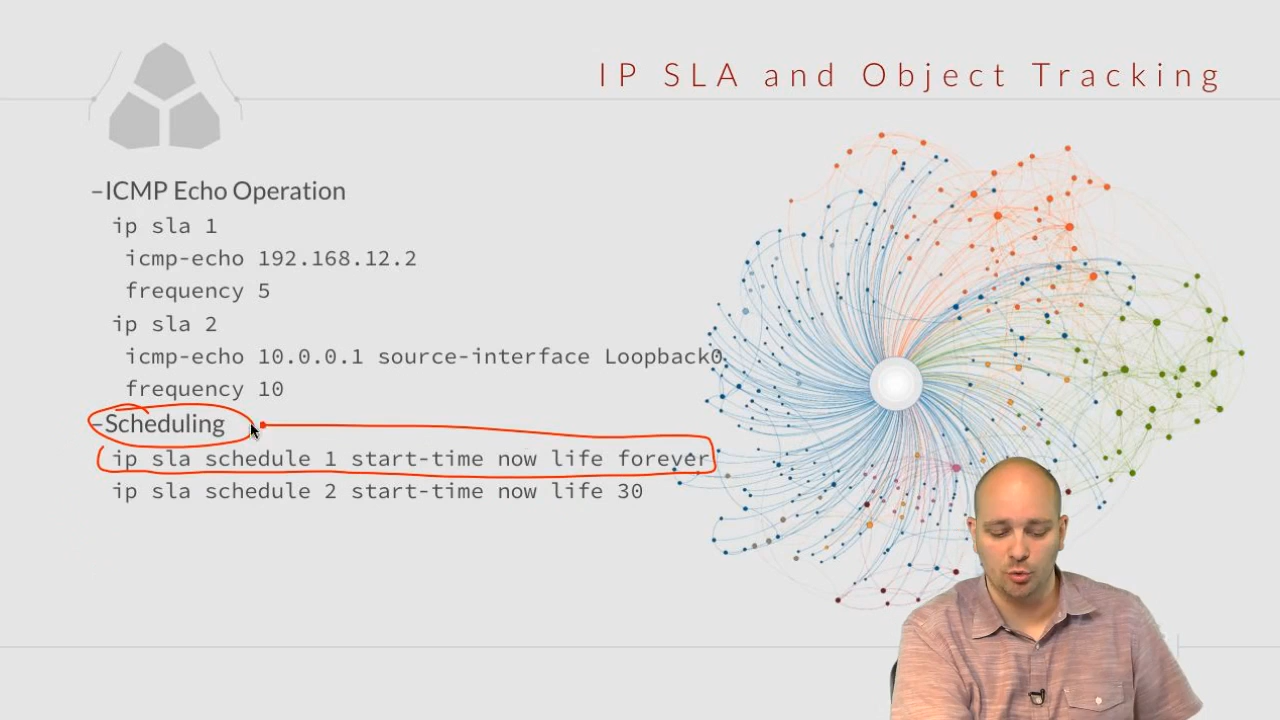 IP SLA and Object Tracking
–ICMP Echo Operation
ip sla 1
icmp-echo 192.168.12.2
frequency 5
ip sla 2
icmp-echo 10.0.0.1 source-interface Loopback0
frequency 10
–Scheduling
ip sla schedule 1 start-time now life forever
ip sla schedule 2 start-time now life 30